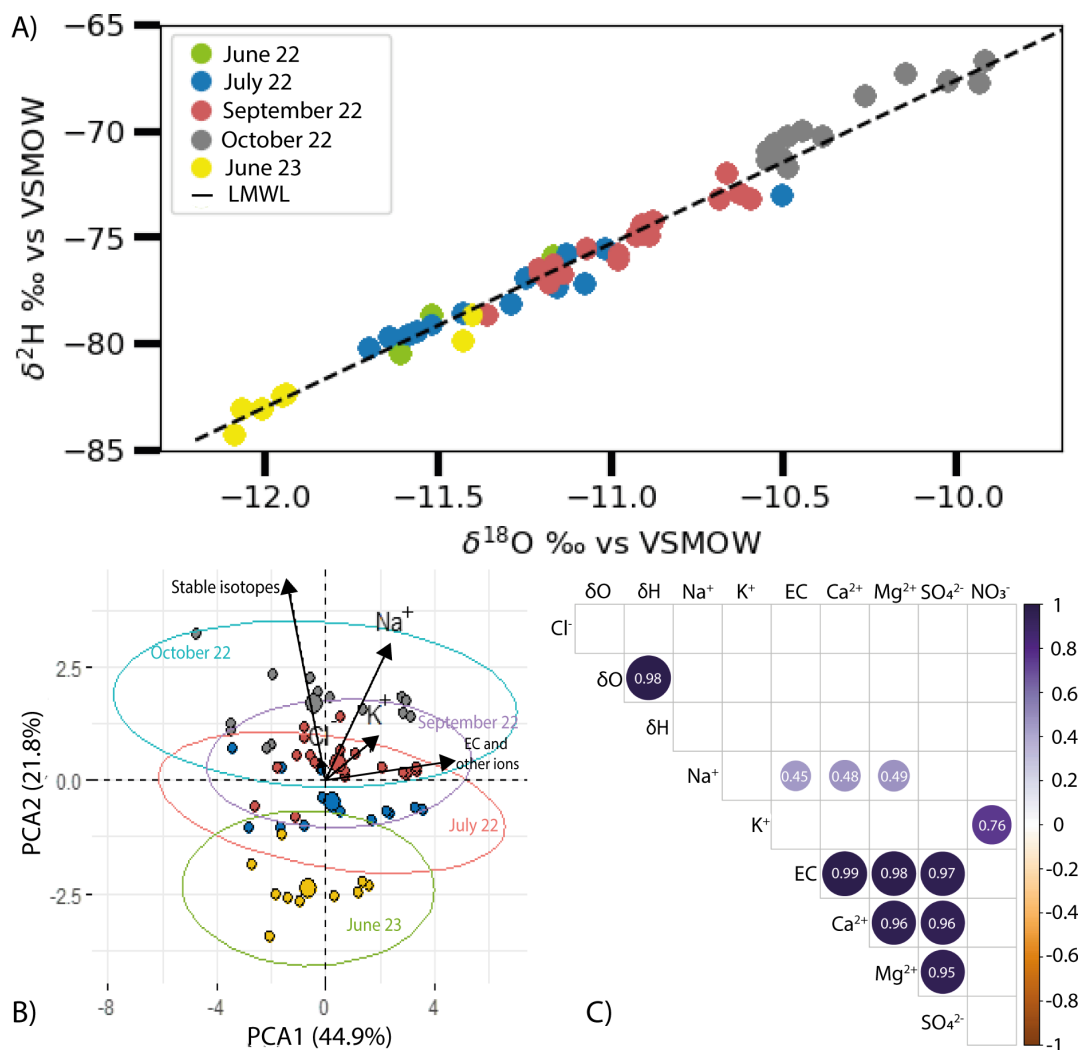 A)
June 22
July 22
September 22
October 22
June 23
LMWL
δ²H ‰ vs VSMOW
−65
−70
−75
−80
−85
−12.0
−11.5
−11.0
−10.5
−10.0
δ¹⁸O ‰ vs VSMOW
B)
Stable isotopes
Na⁺
October 22
K⁺
Cl⁻
September 22
EC and
other ions
July 22
June 23
PCA2 (21.8%)
2.5
0.0
-2.5
-8
-4
0
4
PCA1 (44.9%)
C)
δO δH Na⁺ K⁺ EC Ca²⁺ Mg²⁺ SO₄²⁻ NO₃⁻
Cl⁻
δO 0.98
δH
Na⁺ 0.45 0.48 0.49
K⁺ 0.76
EC 0.99 0.98 0.97
Ca²⁺ 0.96 0.96
Mg²⁺ 0.95
SO₄²⁻
1
0.8
0.6
0.4
0.2
0
-0.2
-0.4
-0.6
-0.8
-1